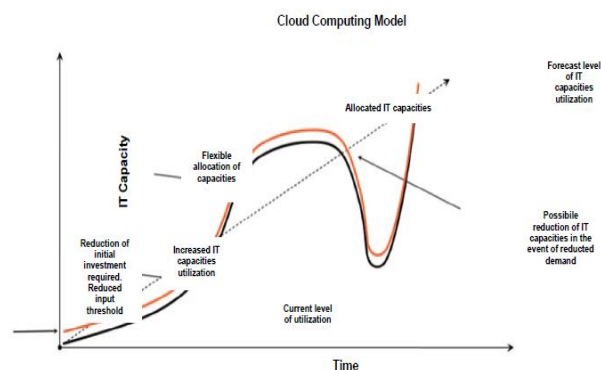 Cloud Computing Model
Forecast level
of IT
capacities
utilization
Allocated IT capacities
IT Capacity
Flexible
allocation of
capacities
Possibile
reduction of IT
capacities in the
event of reducted
demand
Reduction of
initial
investment
required.
Reduced
input
threshold
Increased IT
capacities
utilization
Current level
of utilization
Time